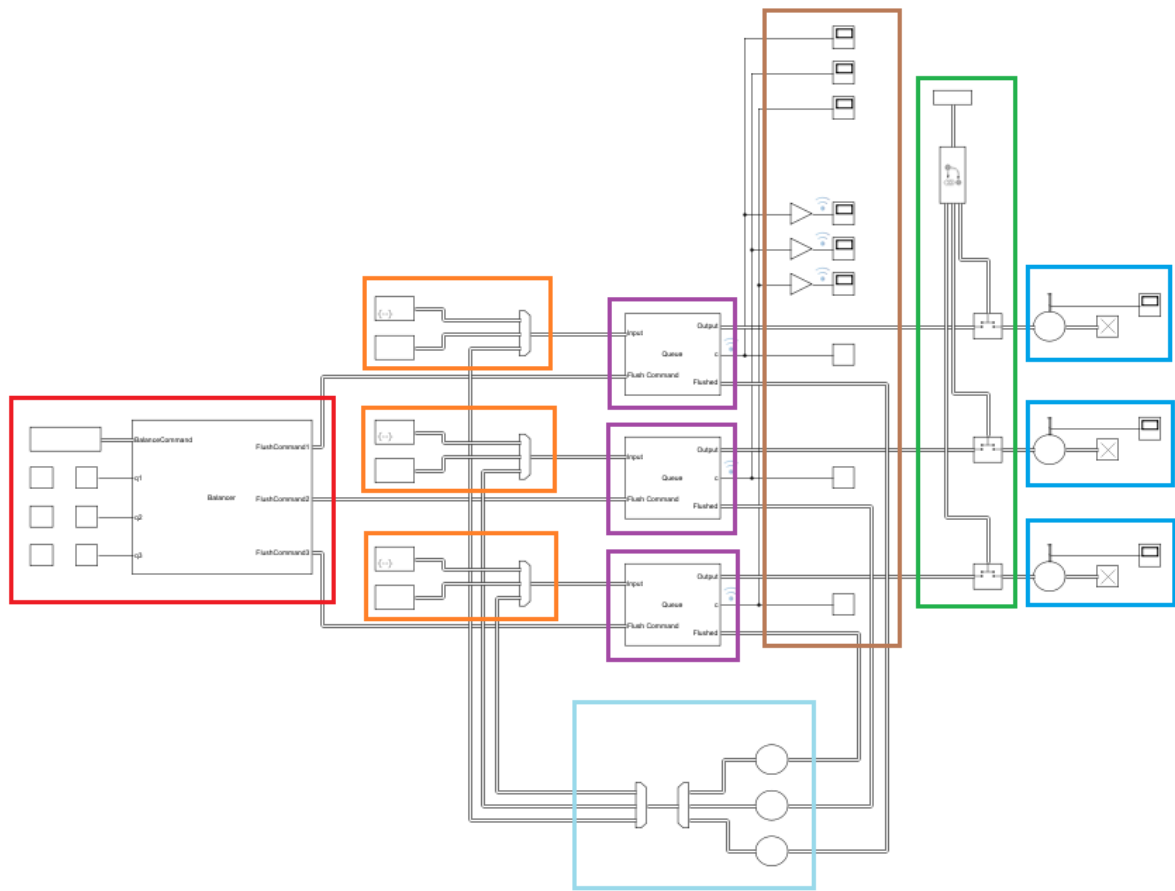 {--}
Output
Input
Queue
c
Flush Command
Flushed
{--}
BalanceCommand
FlushCommand1
q1
Balancer
FlushCommand2
q2
q3
FlushCommand3
Output
Input
Queue
c
Flush Command
Flushed
{--}
Output
Input
Queue
c
Flush Command
Flushed